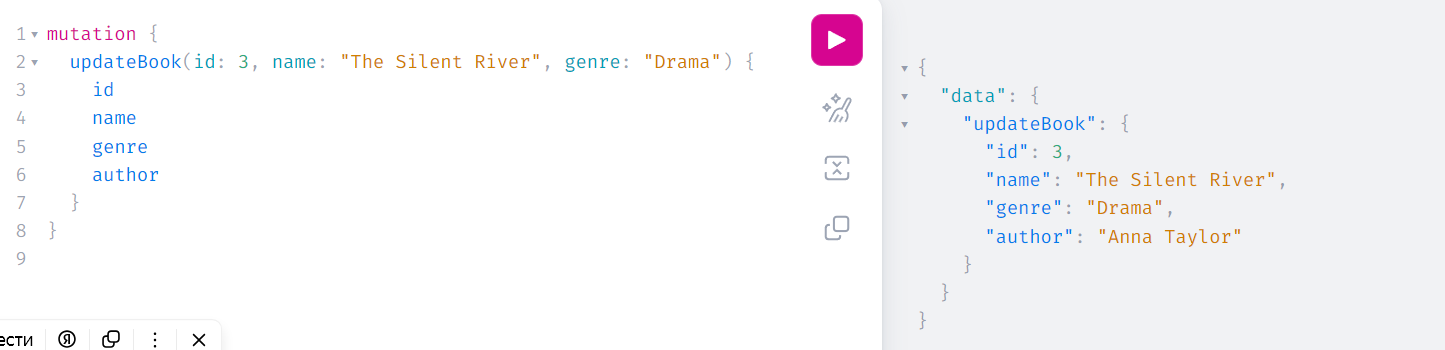 1 mutation {
2 updateBook(id: 3, name: "The Silent River", genre: "Drama") {
3 id
4 name
5 genre
6 author
7 }
8 }
9
{
"data": {
"updateBook": {
"id": 3,
"name": "The Silent River",
"genre": "Drama",
"author": "Anna Taylor"
}
}
}
ести Я